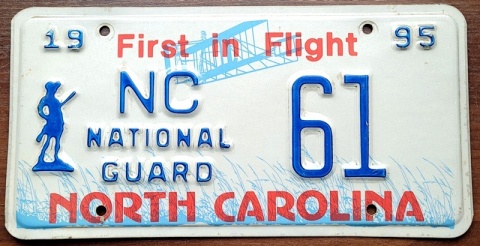 19 First in Flight 95
NC 61
NATIONAL
GUARD
NORTH CAROLINA